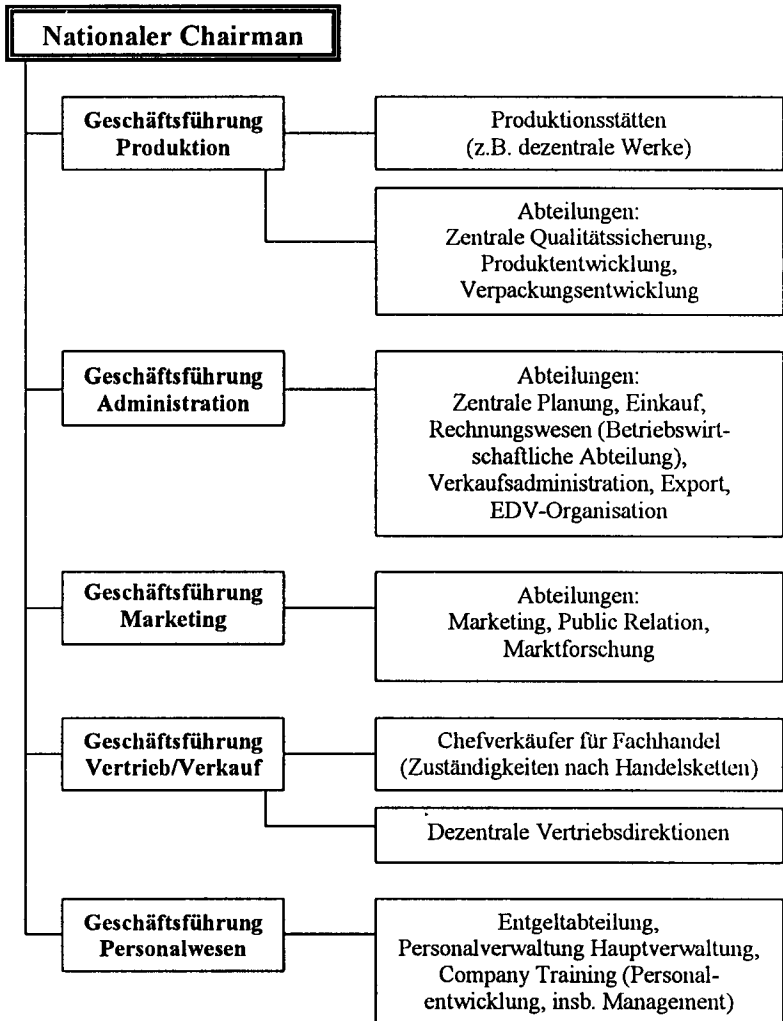 Nationaler Chairman
Geschäftsführung
Produktion
Produktionsstätten
(z.B. dezentrale Werke)
Abteilungen:
Zentrale Qualitätssicherung,
Produktentwicklung,
Verpackungsentwicklung
Geschäftsführung
Administration
Abteilungen:
Zentrale Planung, Einkauf,
Rechnungswesen (Betriebswirt-
schaftliche Abteilung),
Verkaufsadministration, Export,
EDV-Organisation
Geschäftsführung
Marketing
Abteilungen:
Marketing, Public Relation,
Marktforschung
Geschäftsführung
Vertrieb/Verkauf
Chefverkäufer für Fachhandel
(Zuständigkeiten nach Handelsketten)
Dezentrale Vertriebsdirektionen
Geschäftsführung
Personalwesen
Entgeltabteilung,
Personalverwaltung Hauptverwaltung,
Company Training (Personal-
entwicklung, insb. Management)